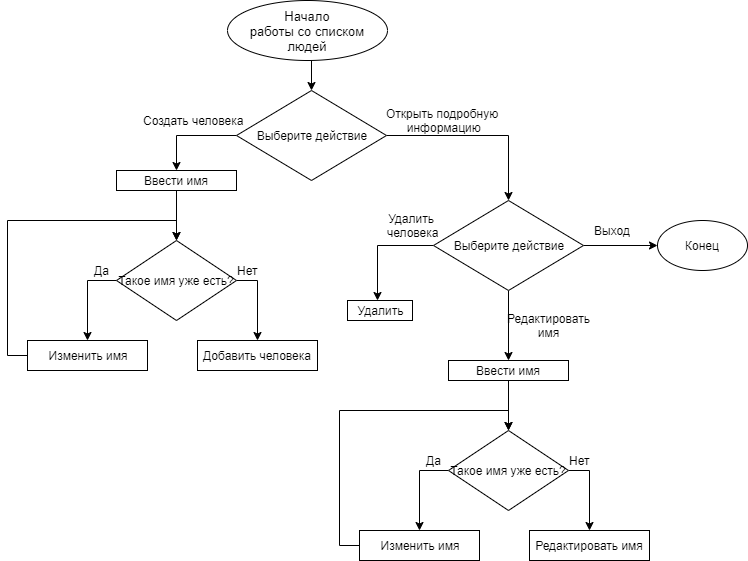 Начало
работы со списком
людей
Создать человека
Выберите действие
Открыть подробную
информацию
Ввести имя
Удалить
человека
Выберите действие
Выход
Конец
Да
Такое имя уже есть?
Нет
Удалить
Редактировать
имя
Изменить имя
Добавить человека
Ввести имя
Да
Такое имя уже есть?
Нет
Изменить имя
Редактировать имя